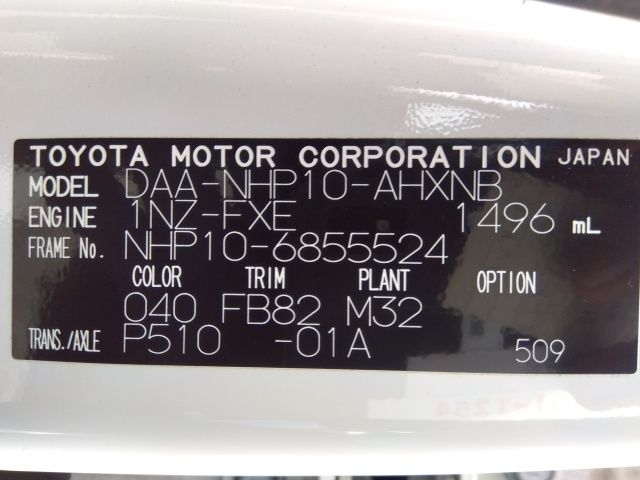 TOYOTA MOTOR CORPORATION JAPAN
MODEL DAA-NHP10-AHXNB
ENGINE 1NZ-FXE 1496 mL
FRAME No. NHP10-6855524
COLOR TRIM PLANT OPTION
040 FB82 M32
TRANS./AXLE P510 -01A 509